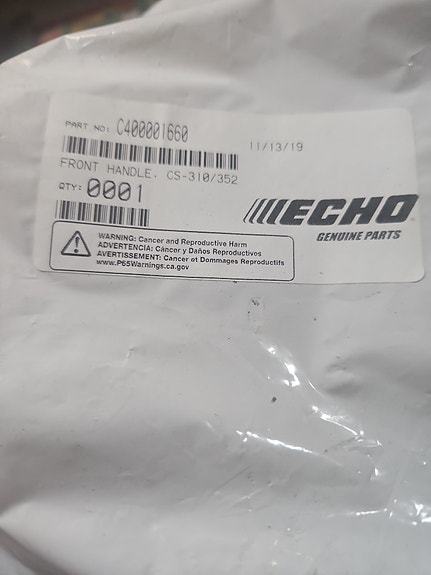 PART NO: C400001660
11/13/19
FRONT HANDLE, CS-310/352
QTY: 0001
ECHO
GENUINE PARTS
WARNING: Cancer and Reproductive Harm
ADVERTENCIA: Cáncer y Daños Reproductivos
AVERTISSEMENT: Cancer et Dommages Reproductifs
www.P65Warnings.ca.gov